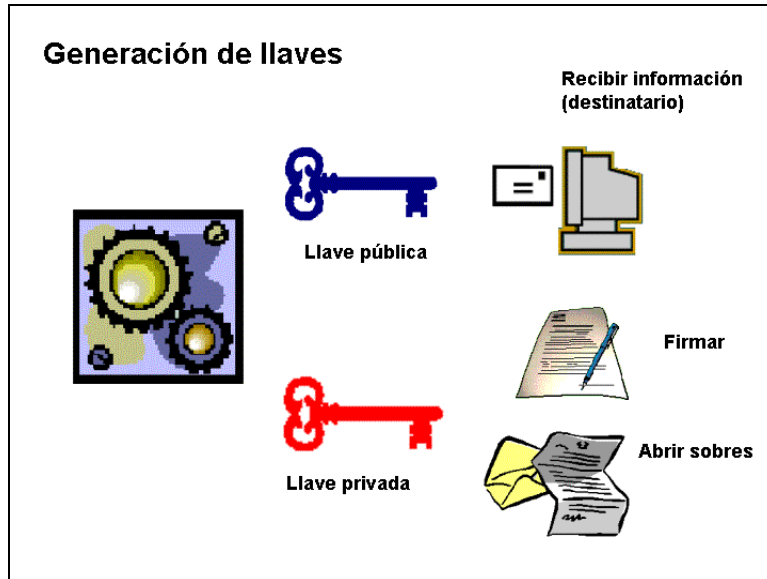 Generación de llaves
Recibir información
(destinatario)
Llave pública
Firmar
Llave privada
Abrir sobres